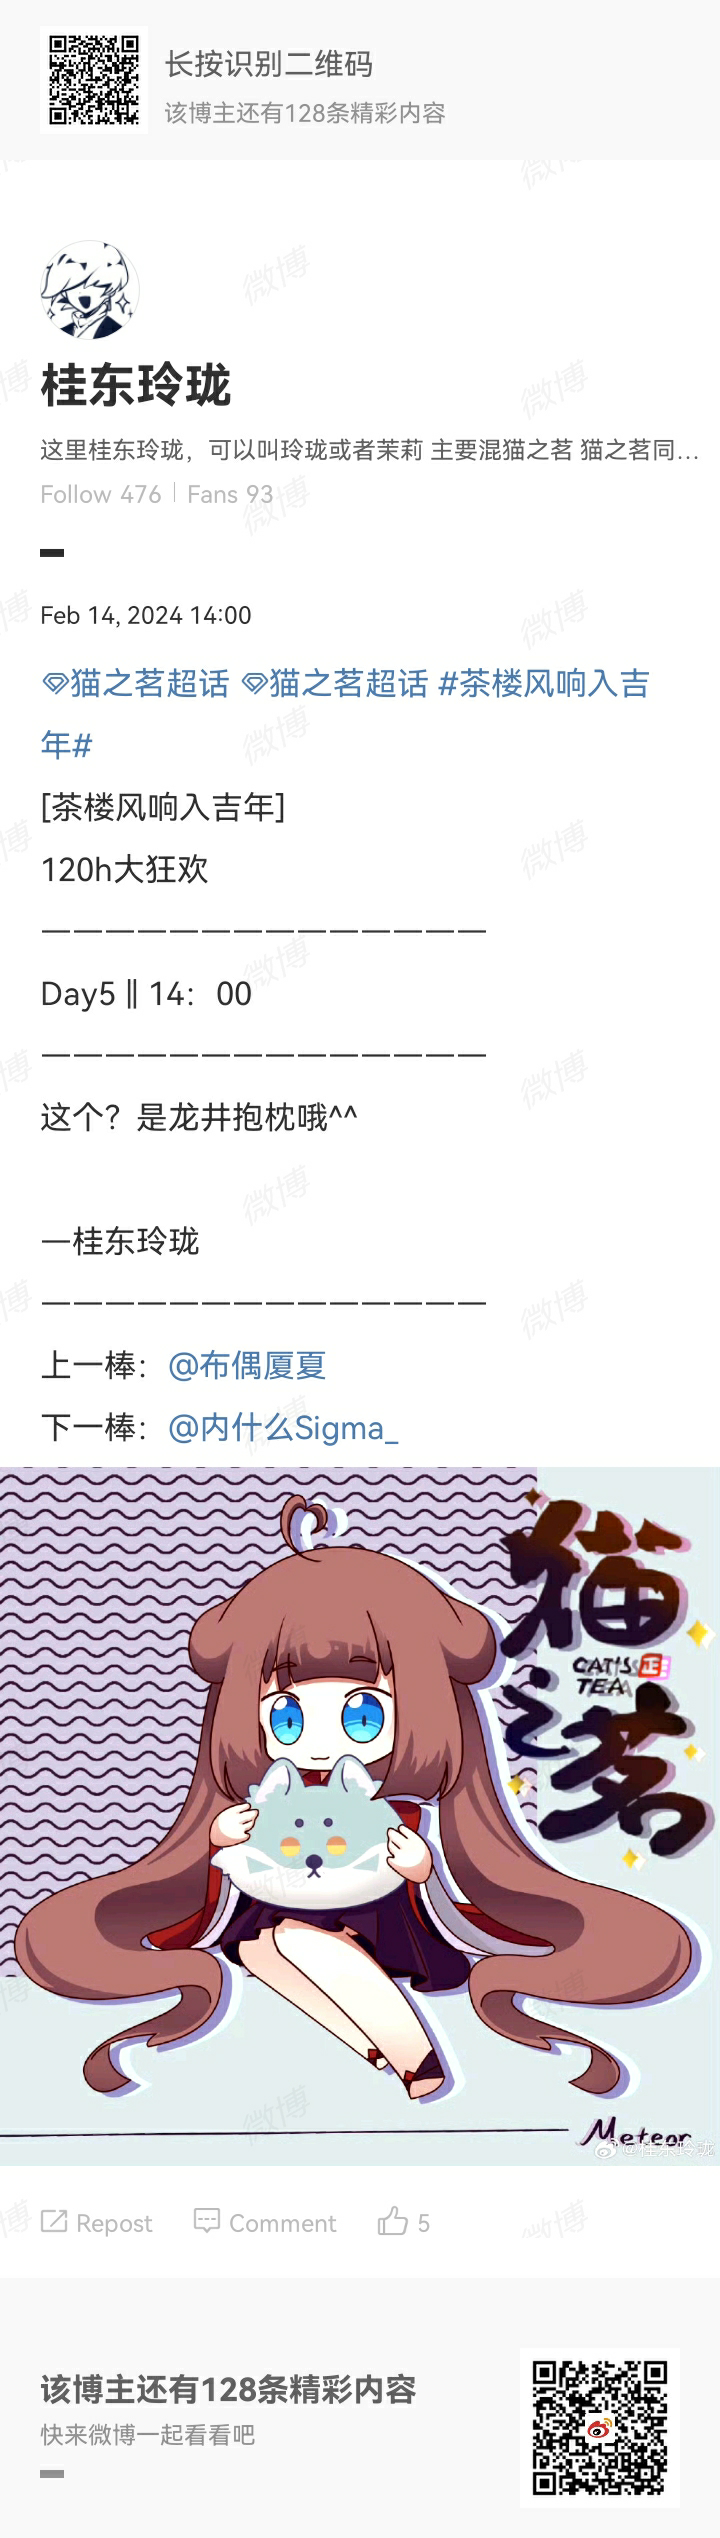 长按识别二维码
该博主还有128条精彩内容
桂东玲珑
这里桂东玲珑，可以叫玲珑或者茉莉 主要混猫之茗 猫之茗同...
Follow 476 | Fans 93
Feb 14, 2024 14:00
猫之茗超话 猫之茗超话 #茶楼风响入吉
年#
[茶楼风响入吉年]
120h大狂欢
——————————————
Day5 || 14：00
——————————————
这个？是龙井抱枕哦^^
—桂东玲珑
——————————————
上一棒：@布偶厦夏
下一棒：@内什么Sigma_
猫之茗
CAT'S
TEA
正
Meteor
@桂东玲珑
Repost Comment 5
该博主还有128条精彩内容
快来微博一起看看吧
微博